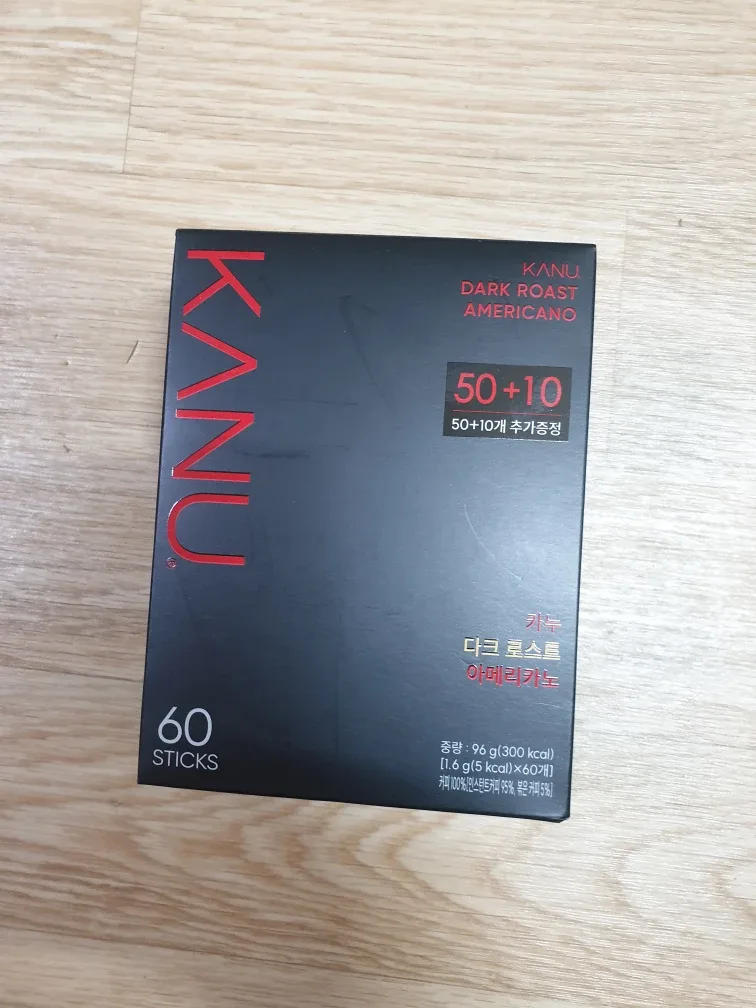 KANU
KANU
DARK ROAST
AMERICANO
50+10
50+10개 추가증정
카누
다크 로스트
아메리카노
60
STICKS
중량 : 96 g(300 kcal)
[1.6 g(5 kcal)×60개]
커피 100%[인스턴트커피 95%, 볶은 커피 5%]